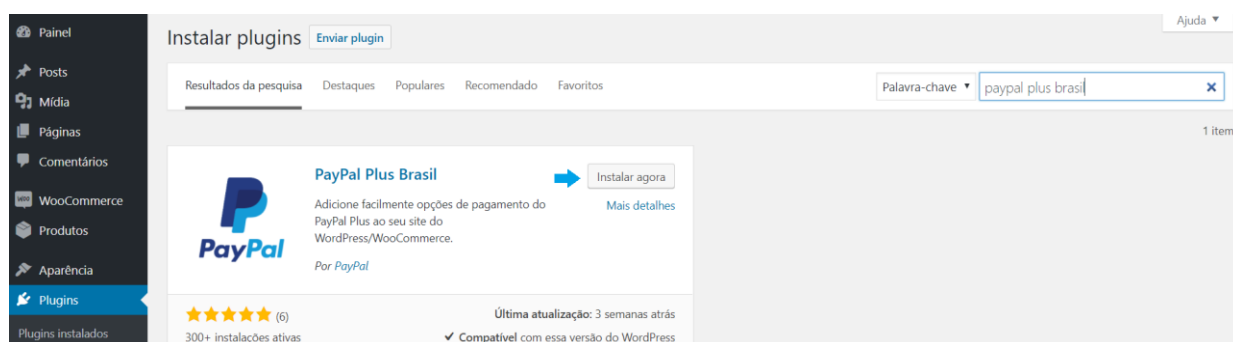 Ajuda ▼
Painel
Posts
Mídia
Páginas
Comentários
WooCommerce
Produtos
Aparência
Plugins
Plugins instalados
Instalar plugins Enviar plugin
Resultados da pesquisa Destaques Populares Recomendado Favoritos Palavra-chave ▼ paypal plus brasil
1 item
PayPal
PayPal Plus Brasil Instalar agora
Adicione facilmente opções de pagamento do Mais detalhes
PayPal Plus ao seu site do
WordPress/WooCommerce.
Por PayPal
(6) Última atualização: 3 semanas atrás
300+ instalações ativas ✓ Compatível com essa versão do WordPress